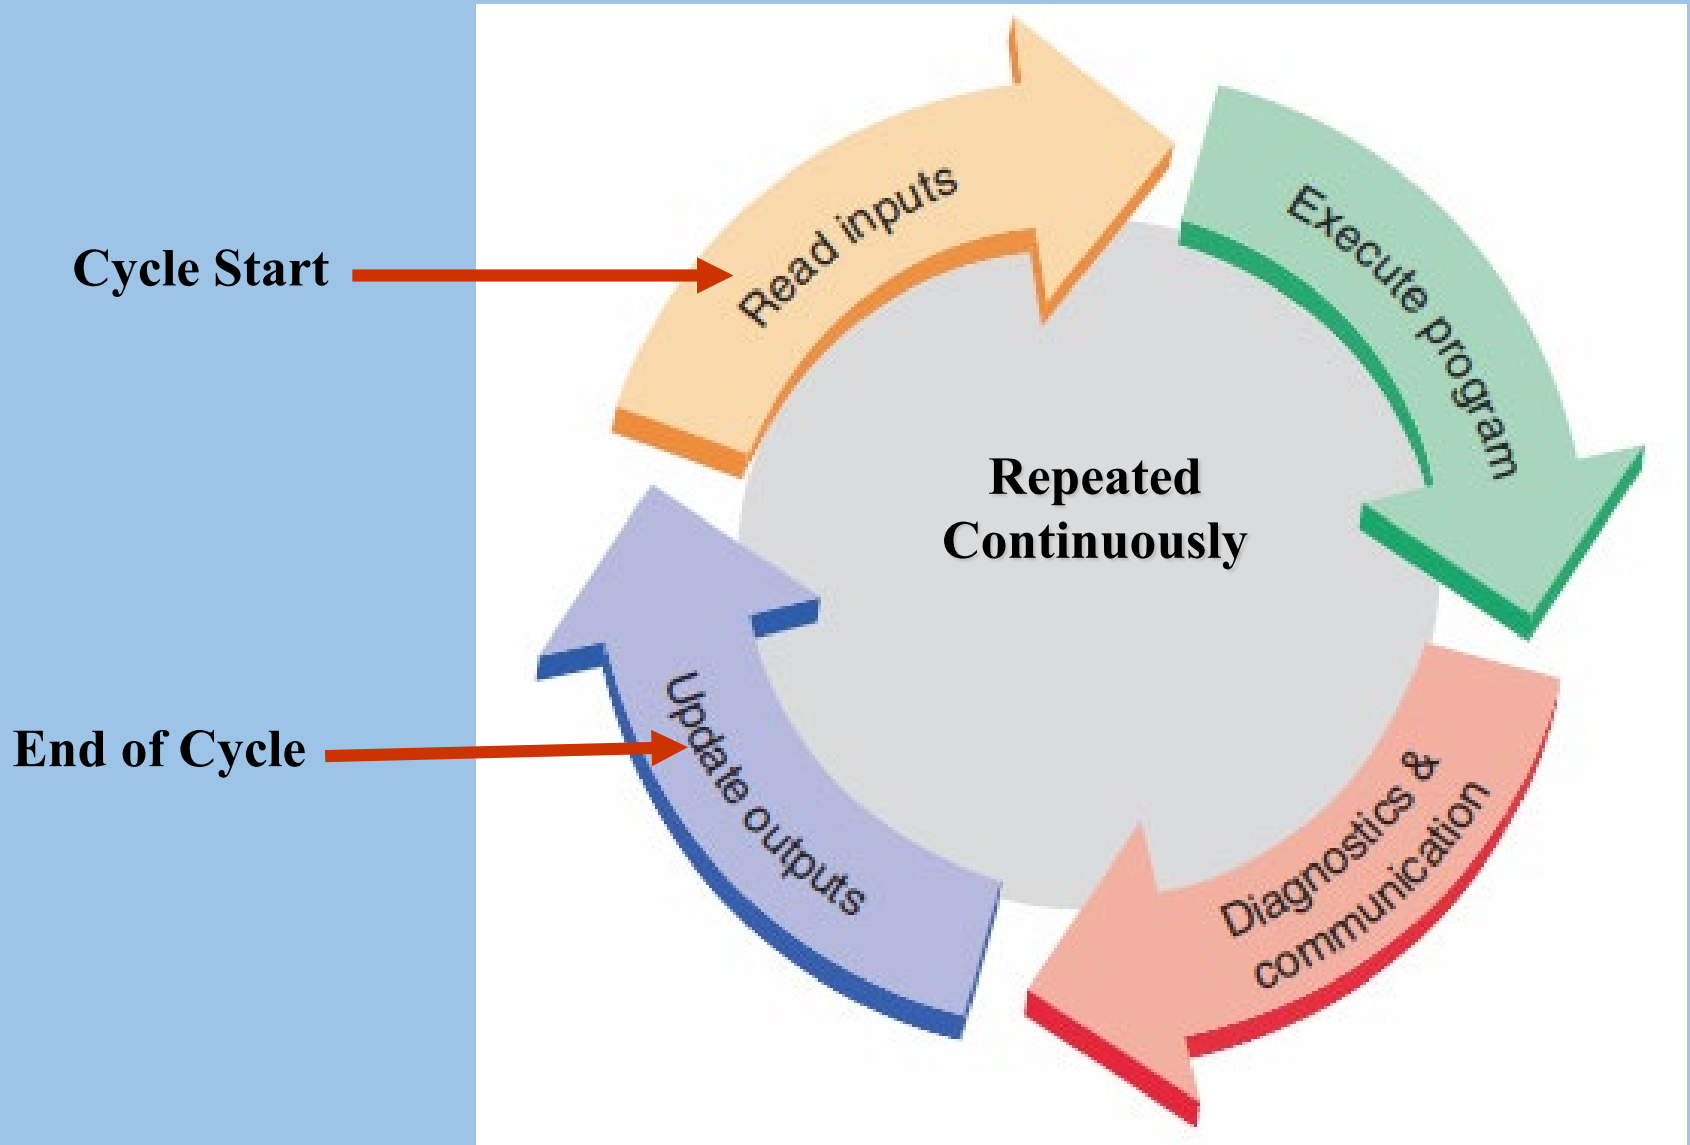 Cycle Start
Read inputs
Execute program
Repeated
Continuously
End of Cycle
Update outputs
Diagnostics &
communication